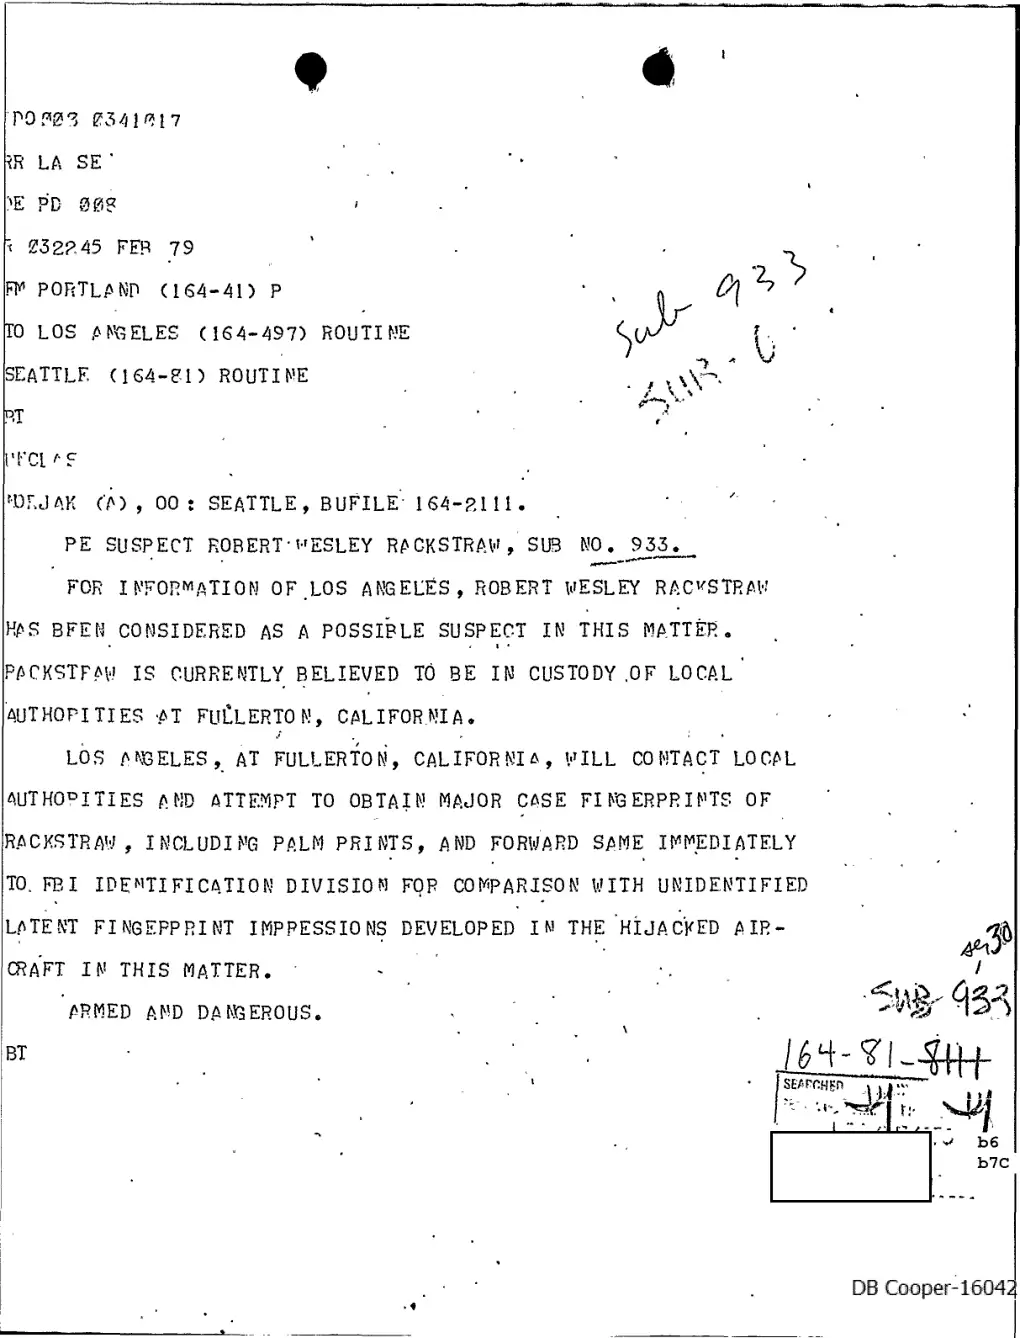 PD003 0341017
RR LA SE
DE PD 008
R 032245 FEB 79
FM PORTLAND (164-41) P
TO LOS ANGELES (164-497) ROUTINE
SEATTLE (164-81) ROUTINE
BT
UNCLAS
NORJAK (A), OO: SEATTLE, BUFILE 164-2111.
RE SUSPECT ROBERT WESLEY RACKSTRAW, SUB NO. 933.
FOR INFORMATION OF LOS ANGELES, ROBERT WESLEY RACKSTRAW
HAS BEEN CONSIDERED AS A POSSIBLE SUSPECT IN THIS MATTER.
RACKSTRAW IS CURRENTLY BELIEVED TO BE IN CUSTODY OF LOCAL
AUTHORITIES AT FULLERTON, CALIFORNIA.
LOS ANGELES, AT FULLERTON, CALIFORNIA, WILL CONTACT LOCAL
AUTHORITIES AND ATTEMPT TO OBTAIN MAJOR CASE FINGERPRINTS OF
RACKSTRAW, INCLUDING PALM PRINTS, AND FORWARD SAME IMMEDIATELY
TO FBI IDENTIFICATION DIVISION FOR COMPARISON WITH UNIDENTIFIED
LATENT FINGERPRINT IMPRESSIONS DEVELOPED IN THE HIJACKED AIR-
CRAFT IN THIS MATTER.
ARMED AND DANGEROUS.
BT
Sub 933
SUB-0
30
SUB 933
164-81-8111
SEARCHED
b6
b7C
DB Cooper-16042